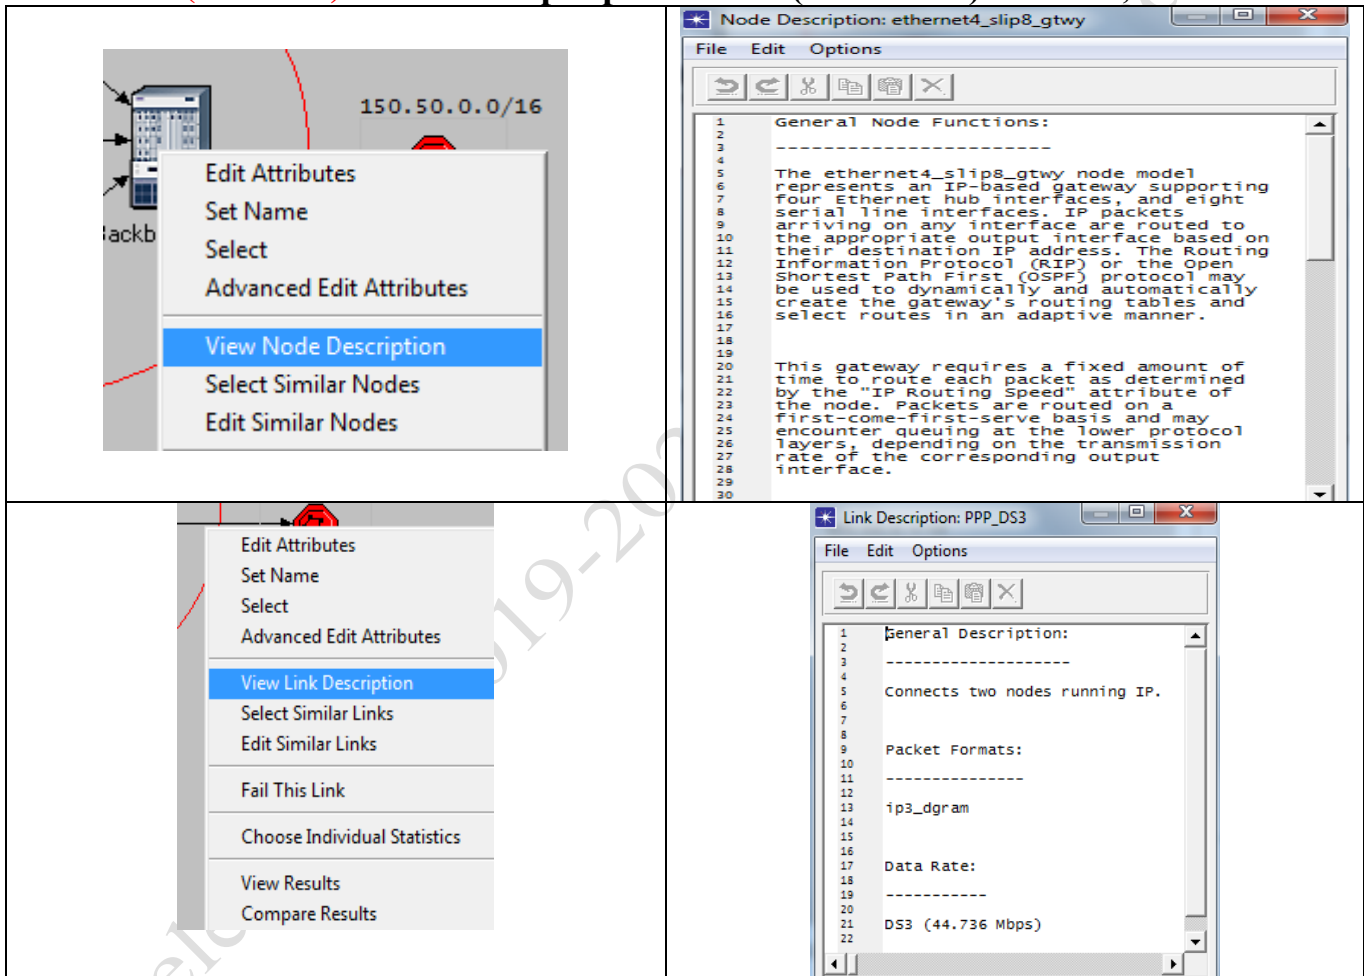 Node Description: ethernet4_slip8_gtwy
File Edit Options
150.50.0.0/16
Backb
Edit Attributes
Set Name
Select
Advanced Edit Attributes
View Node Description
Select Similar Nodes
Edit Similar Nodes
1 General Node Functions:
2
3 -----------------------
4
5 The ethernet4_slip8_gtwy node model
6 represents an IP-based gateway supporting
7 four Ethernet hub interfaces, and eight
8 serial line interfaces. IP packets
9 arriving on any interface are routed to
10 the appropriate output interface based on
11 their destination IP address. The Routing
12 Information Protocol (RIP) or the Open
13 Shortest Path First (OSPF) protocol may
14 be used to dynamically and automatically
15 create the gateway's routing tables and
16 select routes in an adaptive manner.
17
18
19
20 This gateway requires a fixed amount of
21 time to route each packet as determined
22 by the "IP Routing Speed" attribute of
23 the node. Packets are routed on a
24 first-come-first-serve basis and may
25 encounter queuing at the lower protocol
26 layers, depending on the transmission
27 rate of the corresponding output
28 interface.
29
30
Edit Attributes
Set Name
Select
Advanced Edit Attributes
View Link Description
Select Similar Links
Edit Similar Links
Fail This Link
Choose Individual Statistics
View Results
Compare Results
Link Description: PPP_DS3
File Edit Options
1 General Description:
2
3 --------------------
4
5 Connects two nodes running IP.
6
7
8
9 Packet Formats:
10
11 ---------------
12
13 ip3_dgram
14
15
16
17 Data Rate:
18
19 -----------
20
21 DS3 (44.736 Mbps)
22